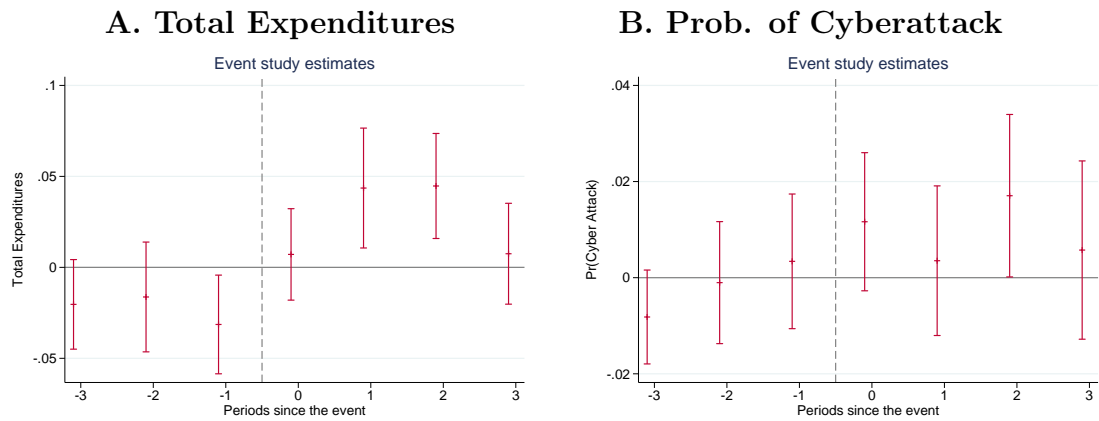 A. Total Expenditures
Event study estimates
.1
.05
0
-.05
Total Expenditures
-3 -2 -1 0 1 2 3
Periods since the event
B. Prob. of Cyberattack
Event study estimates
.04
.02
0
-.02
Pr(Cyber Attack)
-3 -2 -1 0 1 2 3
Periods since the event